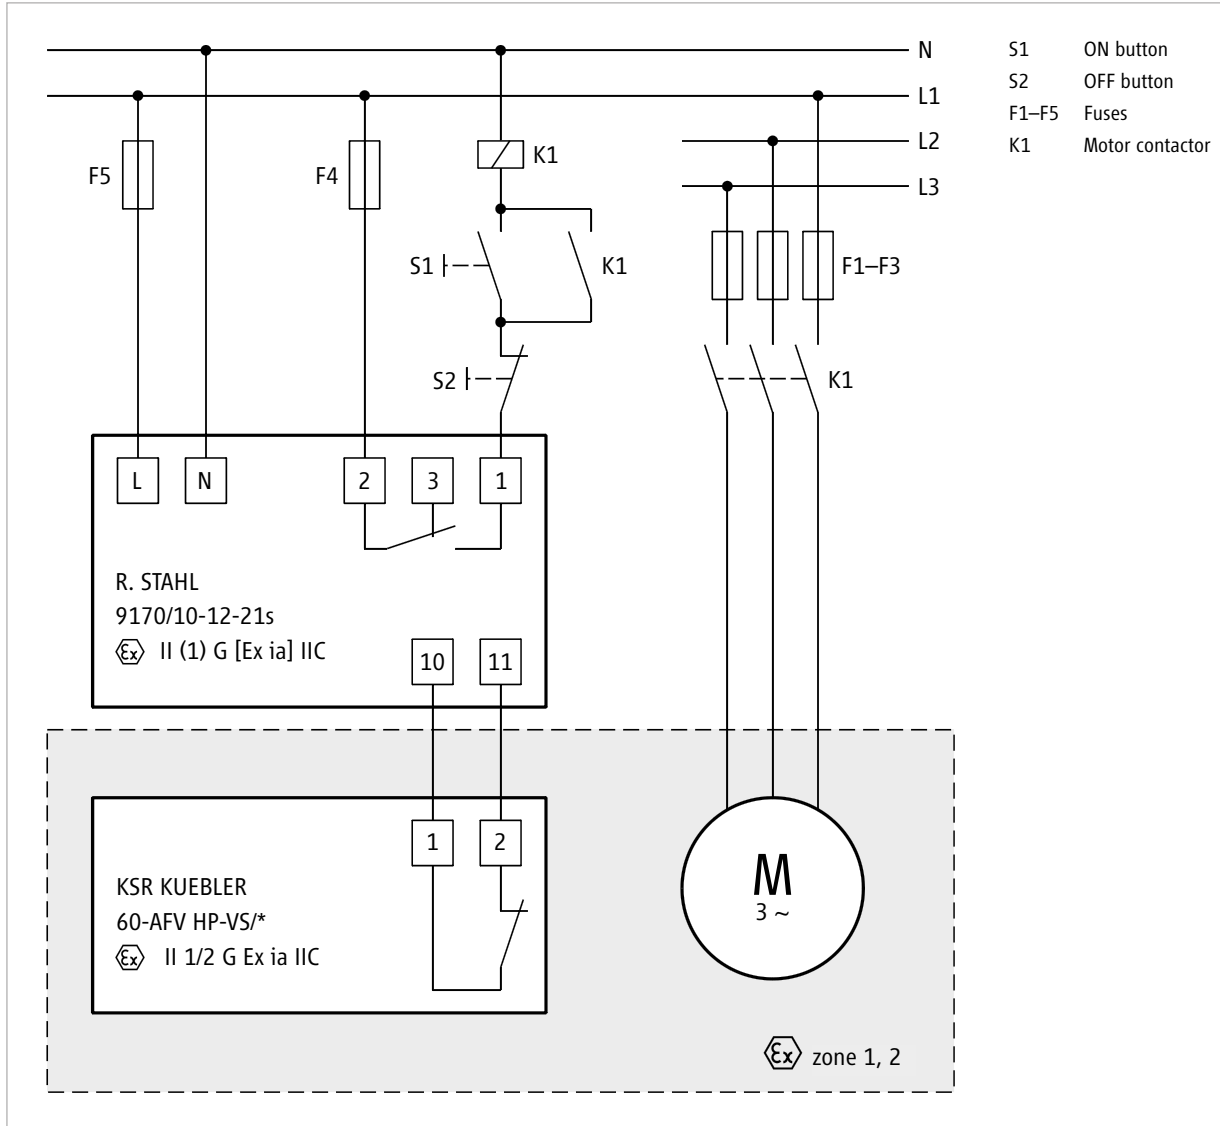 N
L1
L2
L3
S1 ON button
S2 OFF button
F1–F5 Fuses
K1 Motor contactor
F5
F4
K1
S1
K1
F1–F3
S2
K1
L
N
2
3
1
R. STAHL
9170/10-12-21s
Ex II (1) G [Ex ia] IIC
10
11
1
2
KSR KUEBLER
60-AFV HP-VS/*
Ex II 1/2 G Ex ia IIC
M
3 ~
Ex zone 1, 2